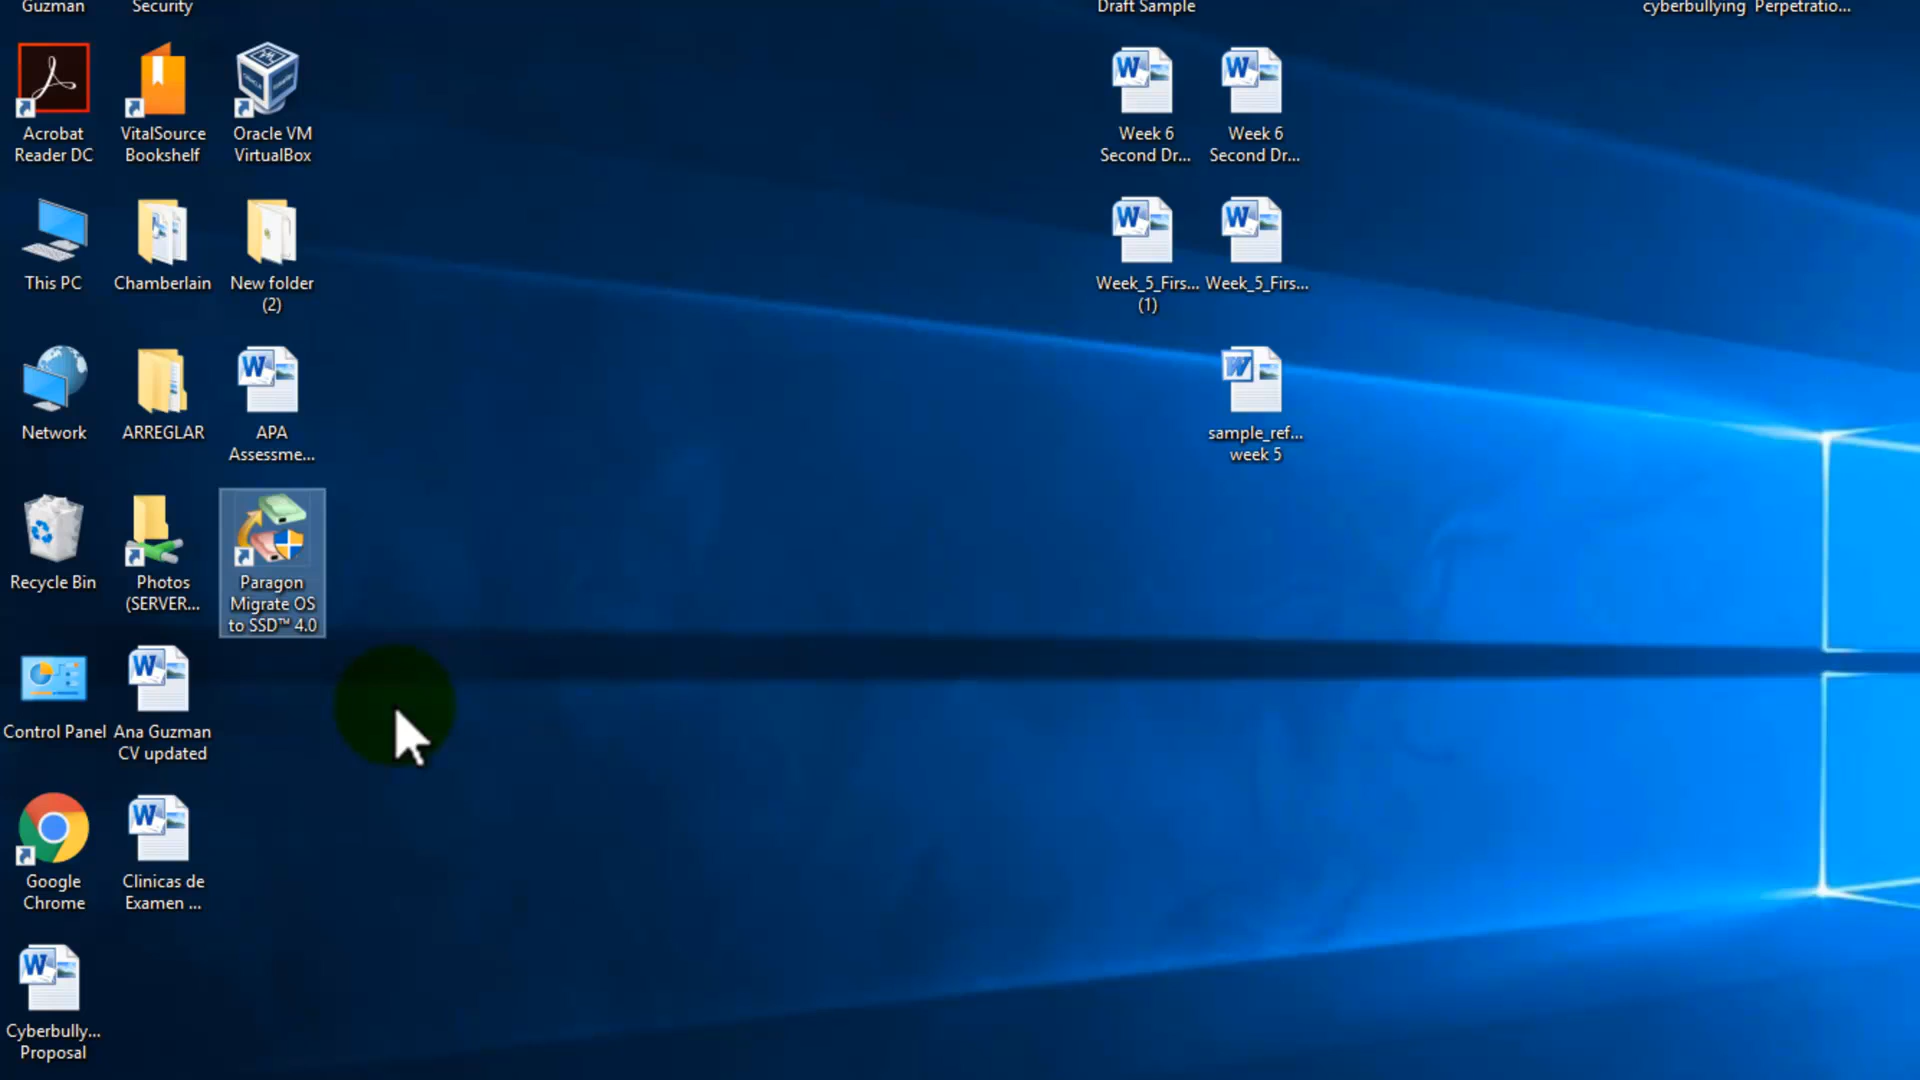 Guzman
Security
Draft Sample
cyberbullying Perpetratio...
Acrobat
Reader DC
VitalSource
Bookshelf
Oracle VM
VirtualBox
Week 6
Second Dr...
Week 6
Second Dr...
This PC
Chamberlain
New folder
(2)
Week_5_Firs...
(1)
Week_5_Firs...
Network
ARREGLAR
APA
Assessme...
sample_ref...
week 5
Recycle Bin
Photos
(SERVER...
Paragon
Migrate OS
to SSD™ 4.0
Control Panel
Ana Guzman
CV updated
Google
Chrome
Clinicas de
Examen ...
Cyberbully...
Proposal